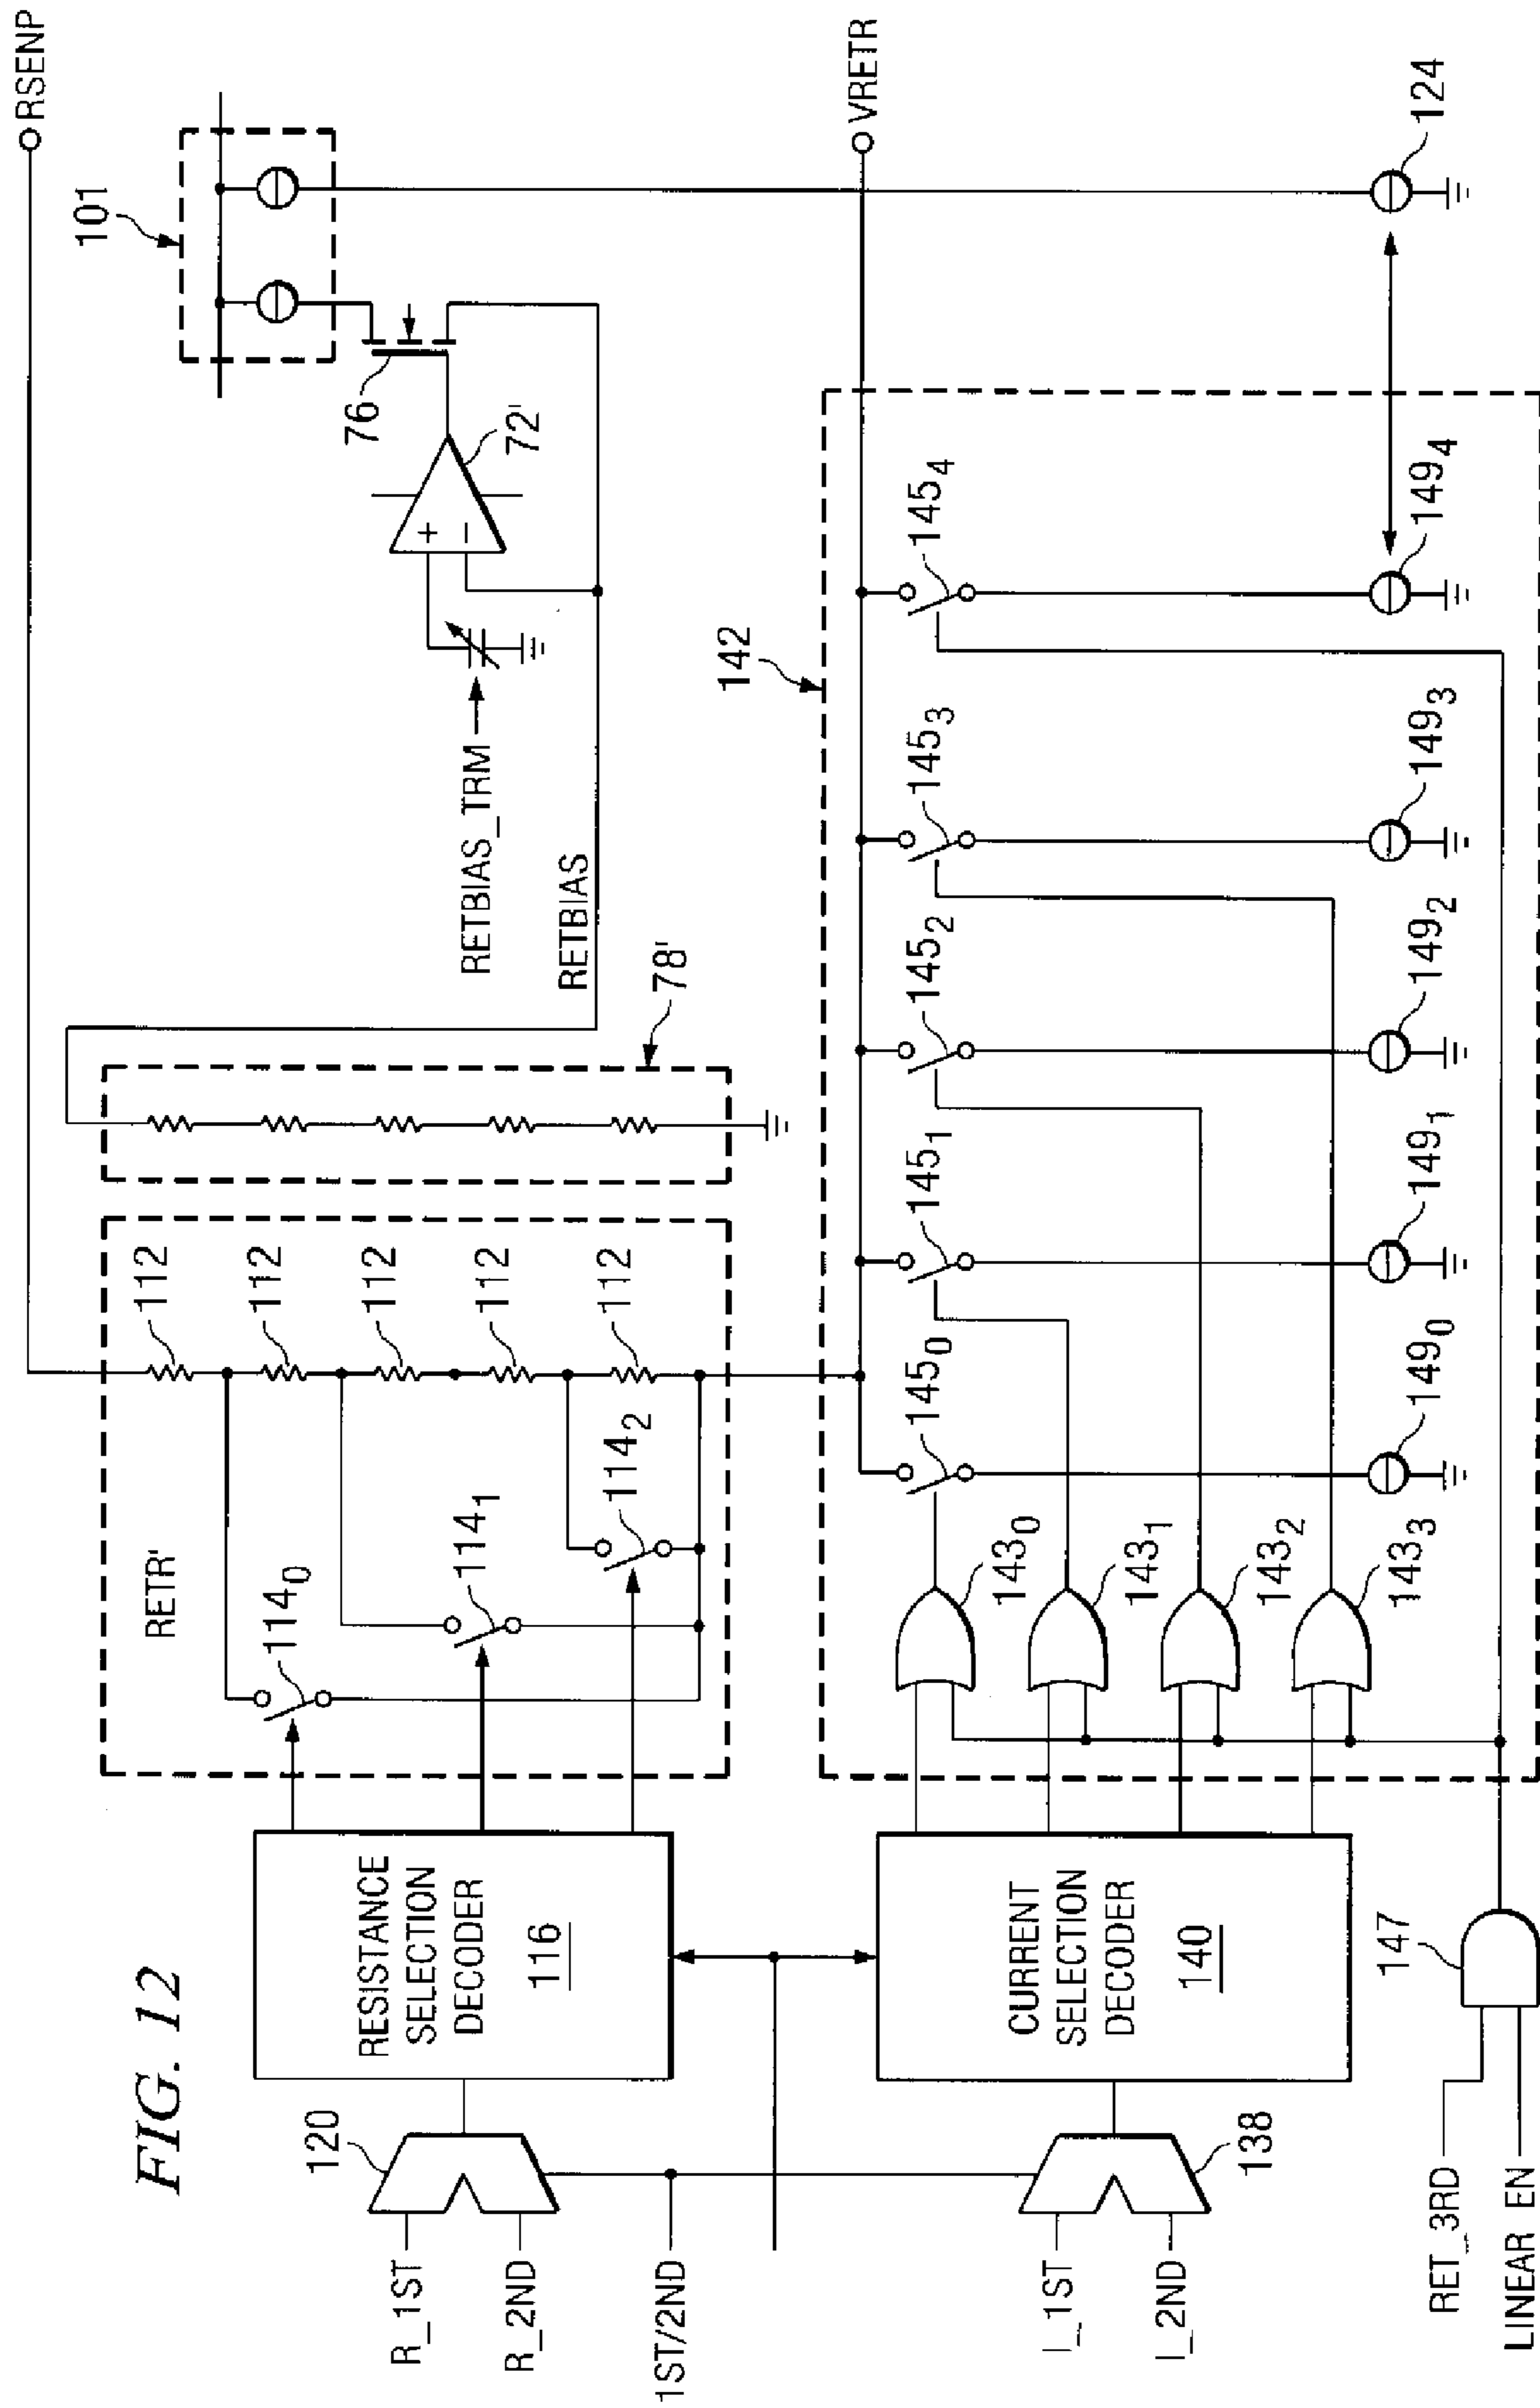 FIG. 12
RSENP
101
76
72'
RETBIAS_TRM
RETBIAS
78'
112
112
112
112
112
RETR'
114₀
114₁
114₂
RESISTANCE
SELECTION
DECODER
116
120
R_1ST
R_2ND
1ST/2ND
VRETR
142
145₀
145₁
145₂
145₃
145₄
143₀
143₁
143₂
143₃
149₀
149₁
149₂
149₃
149₄
124
CURRENT
SELECTION
DECODER
140
138
I_1ST
I_2ND
147
RET_3RD
LINEAR EN
+
−